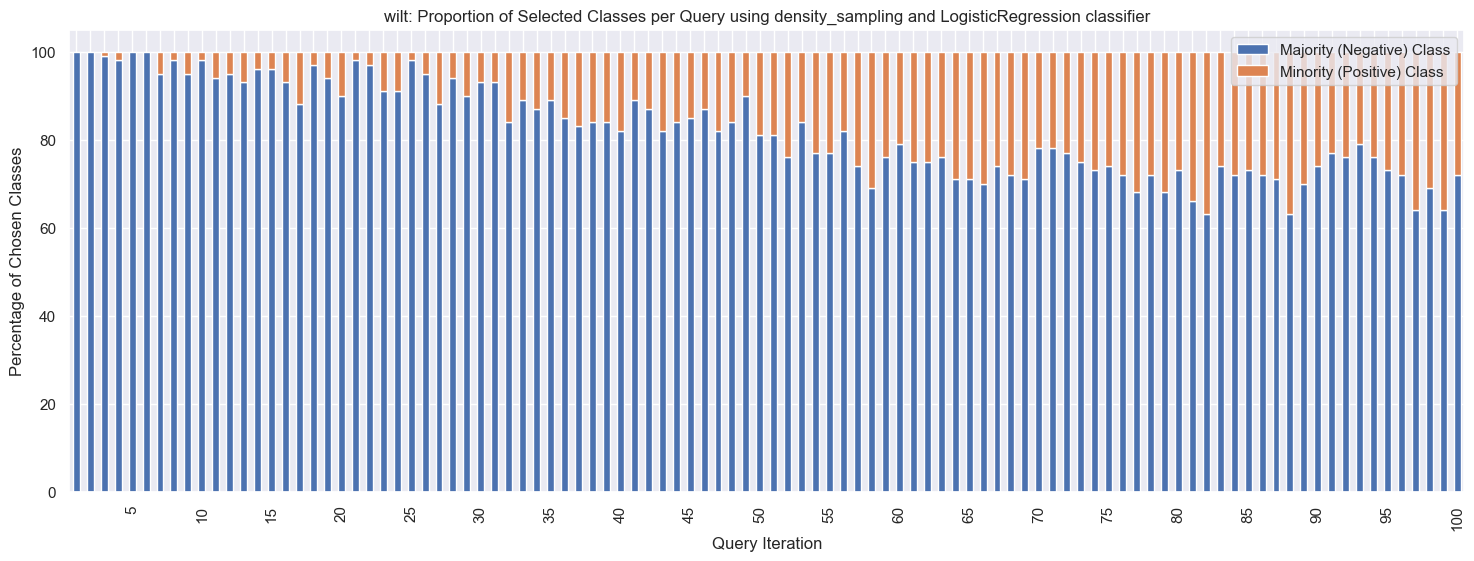 wilt: Proportion of Selected Classes per Query using density_sampling and LogisticRegression classifier
Majority (Negative) Class
Minority (Positive) Class
Percentage of Chosen Classes
100
80
60
40
20
0
5 10 15 20 25 30 35 40 45 50 55 60 65 70 75 80 85 90 95 100
Query Iteration